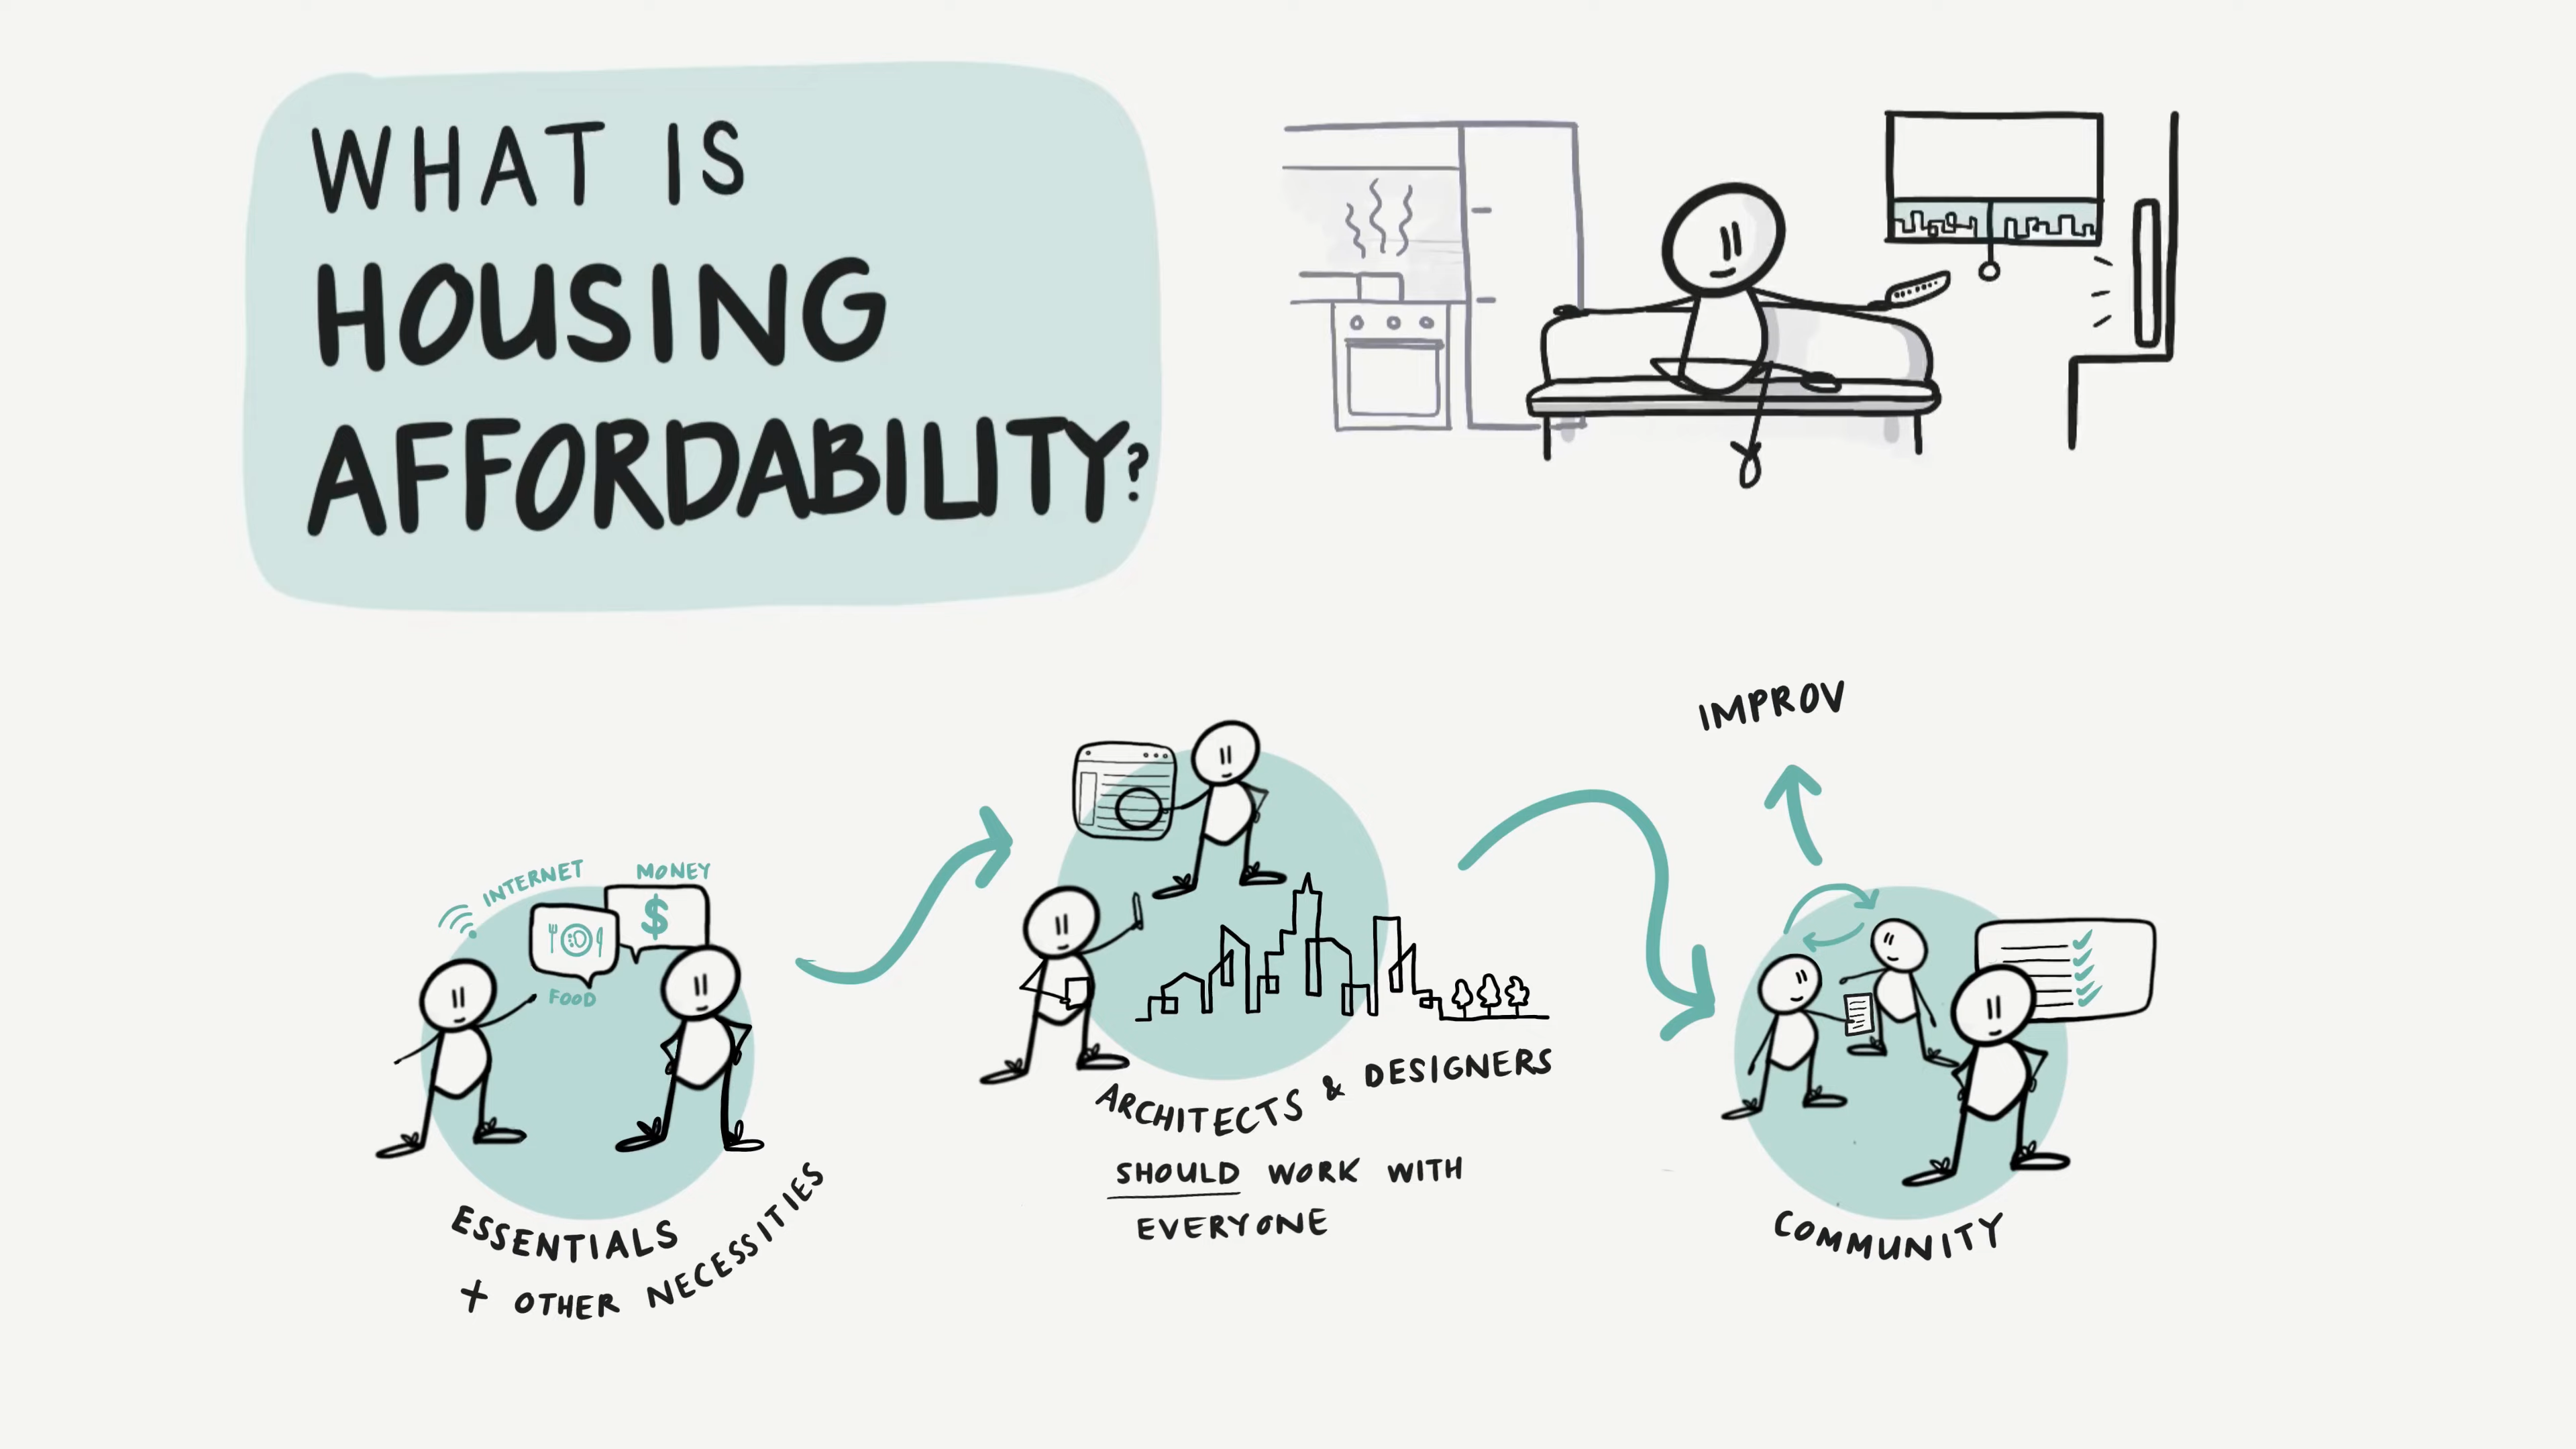 WHAT IS
HOUSING
AFFORDABILITY?
INTERNET
MONEY
$
FOOD
ESSENTIALS
+ OTHER NECESSITIES
ARCHITECTS & DESIGNERS
SHOULD WORK WITH
EVERYONE
IMPROV
COMMUNITY